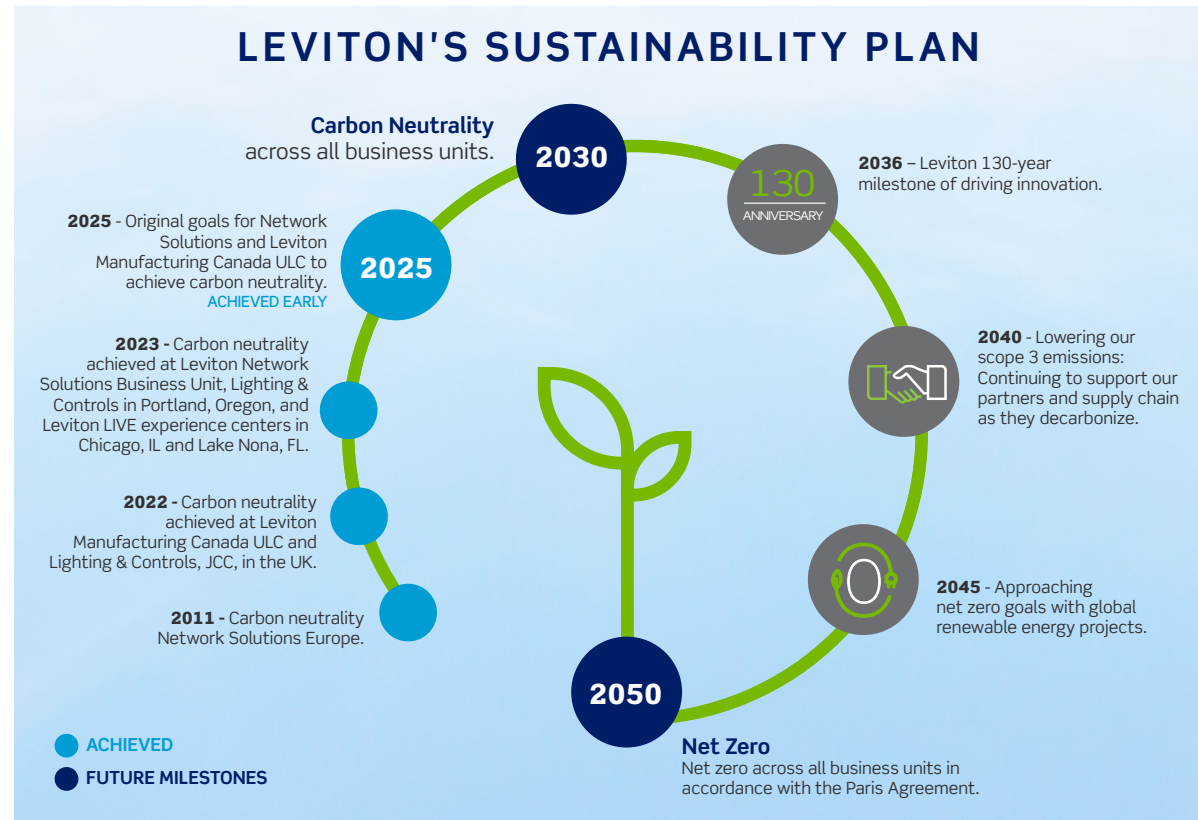 LEVITON'S SUSTAINABILITY PLAN
Carbon Neutrality
across all business units.
2030
130
ANNIVERSARY
2036 – Leviton 130-year
milestone of driving innovation.
2025 - Original goals for Network
Solutions and Leviton
Manufacturing Canada ULC to
achieve carbon neutrality.
ACHIEVED EARLY
2025
2023 - Carbon neutrality
achieved at Leviton Network
Solutions Business Unit, Lighting &
Controls in Portland, Oregon, and
Leviton LIVE experience centers in
Chicago, IL and Lake Nona, FL.
2040 - Lowering our
scope 3 emissions:
Continuing to support our
partners and supply chain
as they decarbonize.
2022 - Carbon neutrality
achieved at Leviton
Manufacturing Canada ULC and
Lighting & Controls, JCC, in the UK.
0
2045 - Approaching
net zero goals with global
renewable energy projects.
2011 - Carbon neutrality
Network Solutions Europe.
2050
Net Zero
Net zero across all business units in
accordance with the Paris Agreement.
ACHIEVED
FUTURE MILESTONES